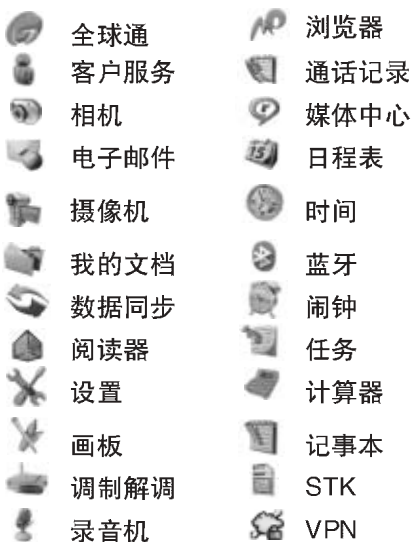 全球通 浏览器
客户服务 通话记录
相机 媒体中心
电子邮件 日程表
摄像机 时间
我的文档 蓝牙
数据同步 闹钟
阅读器 任务
设置 计算器
画板 记事本
调制解调 STK
录音机 VPN